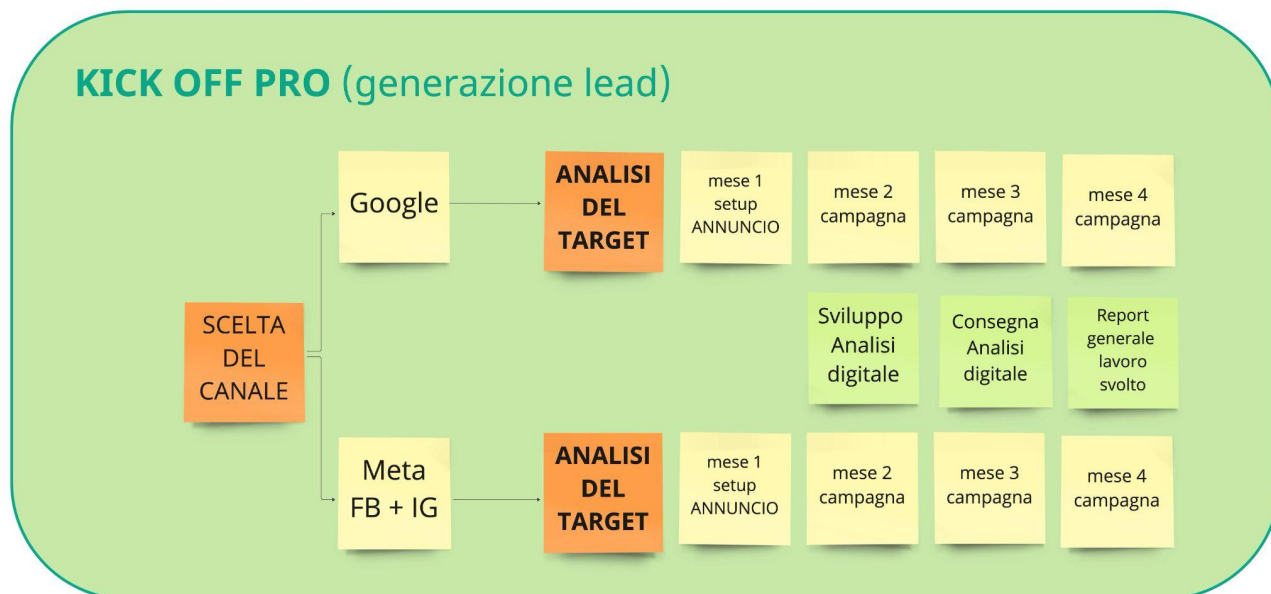 KICK OFF PRO (generazione lead)
Google
ANALISI
DEL
TARGET
mese 1
setup
ANNUNCIO
mese 2
campagna
mese 3
campagna
mese 4
campagna
SCELTA
DEL
CANALE
Sviluppo
Analisi
digitale
Consegna
Analisi
digitale
Report
generale
lavoro
svolto
Meta
FB + IG
ANALISI
DEL
TARGET
mese 1
setup
ANNUNCIO
mese 2
campagna
mese 3
campagna
mese 4
campagna